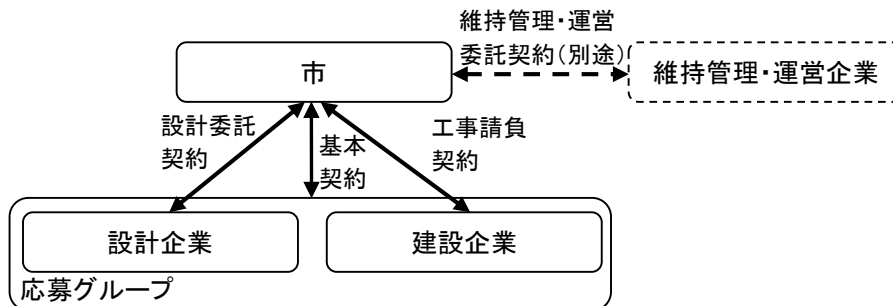 維持管理・運営
委託契約(別途)
市
維持管理・運営企業
設計委託
契約
基本
契約
工事請負
契約
設計企業
建設企業
応募グループ